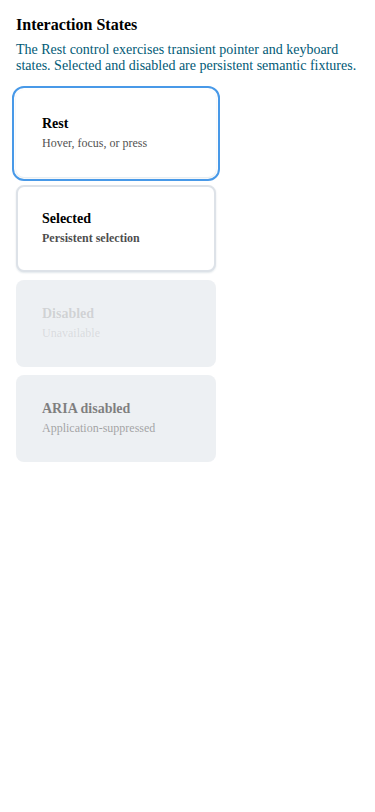 Interaction States
The Rest control exercises transient pointer and keyboard
states. Selected and disabled are persistent semantic fixtures.
Rest
Hover, focus, or press
Selected
Persistent selection
Disabled
Unavailable
ARIA disabled
Application-suppressed